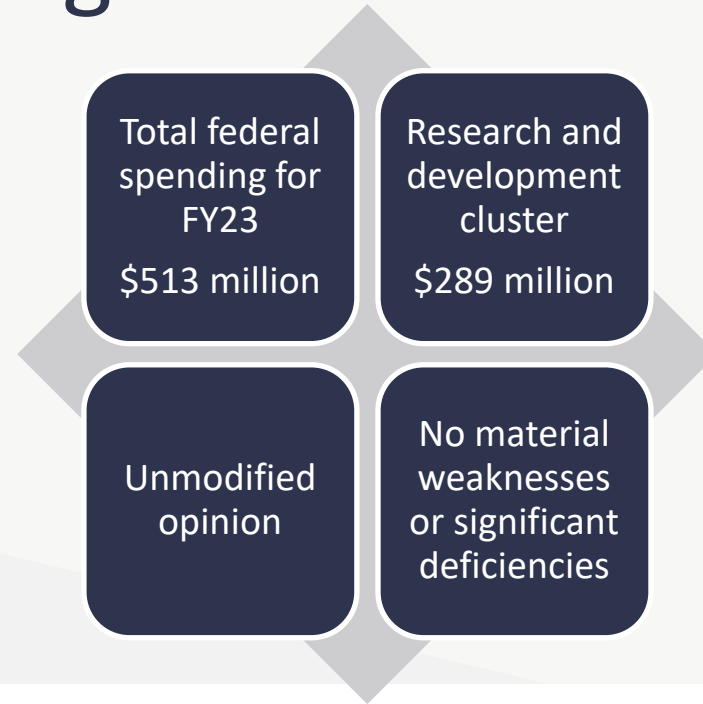 g
Total federal
spending for
FY23
$513 million
Research and
development
cluster
$289 million
Unmodified
opinion
No material
weaknesses
or significant
deficiencies